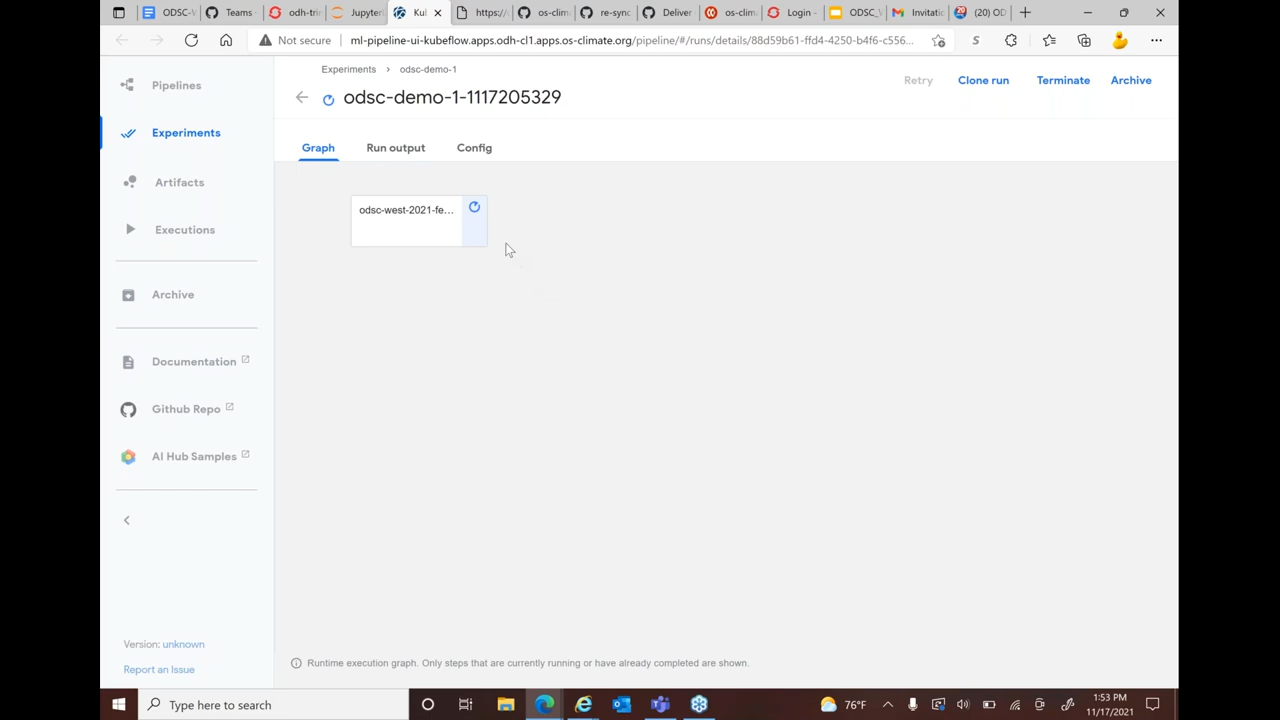 ODSC-W
Teams -
odh-trin
Jupyter
Kub
https://
os-clim
re-sync
Deliver
os-clim
Login -
ODSC_W
Invitatic
(20) OD
Not secure
ml-pipeline-ui-kubeflow.apps.odh-cl1.apps.os-climate.org/pipeline/#/runs/details/88d59b61-ffd4-4250-b4f6-c556...
Pipelines
Experiments
Artifacts
Executions
Archive
Documentation
Github Repo
AI Hub Samples
Version: unknown
Report an Issue
Experiments > odsc-demo-1
odsc-demo-1-1117205329
Retry
Clone run
Terminate
Archive
Graph
Run output
Config
odsc-west-2021-fe...
Runtime execution graph. Only steps that are currently running or have already completed are shown.
Type here to search
76°F
1:53 PM
11/17/2021